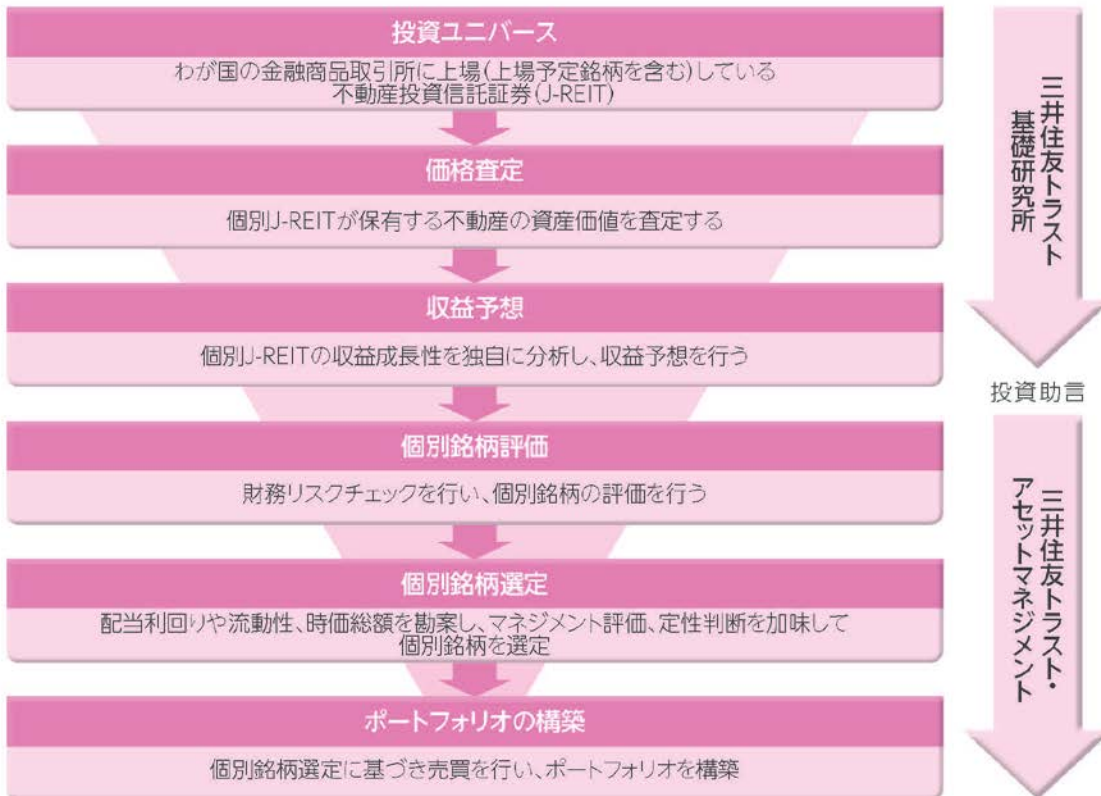 投資ユニバース
わが国の金融商品取引所に上場(上場予定銘柄を含む)している
不動産投資信託証券(J-REIT)
価格査定
個別J-REITが保有する不動産の資産価値を査定する
収益予想
個別J-REITの収益成長性を独自に分析し、収益予想を行う
個別銘柄評価
財務リスクチェックを行い、個別銘柄の評価を行う
個別銘柄選定
配当利回りや流動性、時価総額を勘案し、マネジメント評価、定性判断を加味して
個別銘柄を選定
ポートフォリオの構築
個別銘柄選定に基づき売買を行い、ポートフォリオを構築
三井住友トラスト
基礎研究所
投資助言
三井住友トラスト・
アセットマネジメント